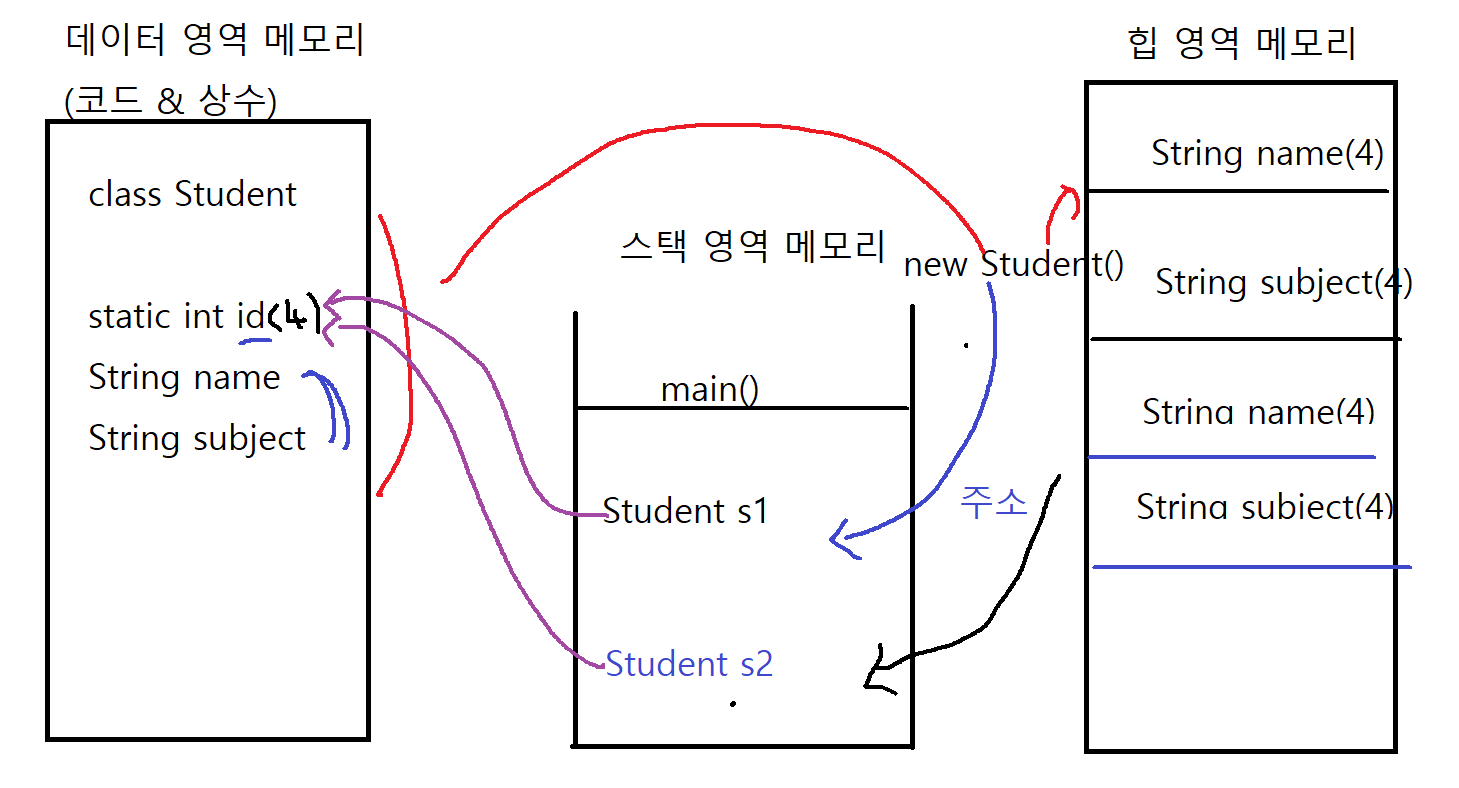 데이터 영역 메모리
(코드 & 상수)
class Student
static int id(4)
String name
String subject
스택 영역 메모리
new Student()
main()
Student s1
주소
Student s2
힙 영역 메모리
String name(4)
String subject(4)
String name(4)
String subject(4)